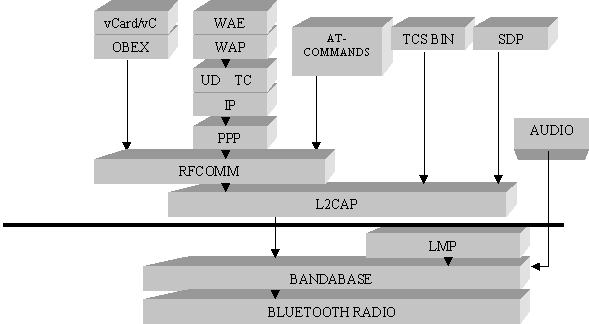 vCard/vC
WAE
OBEX
WAP
AT-
COMMANDS
TCS BIN
SDP
UD TC
IP
PPP
AUDIO
RFCOMM
L2CAP
LMP
BANDABASE
BLUETOOTH RADIO